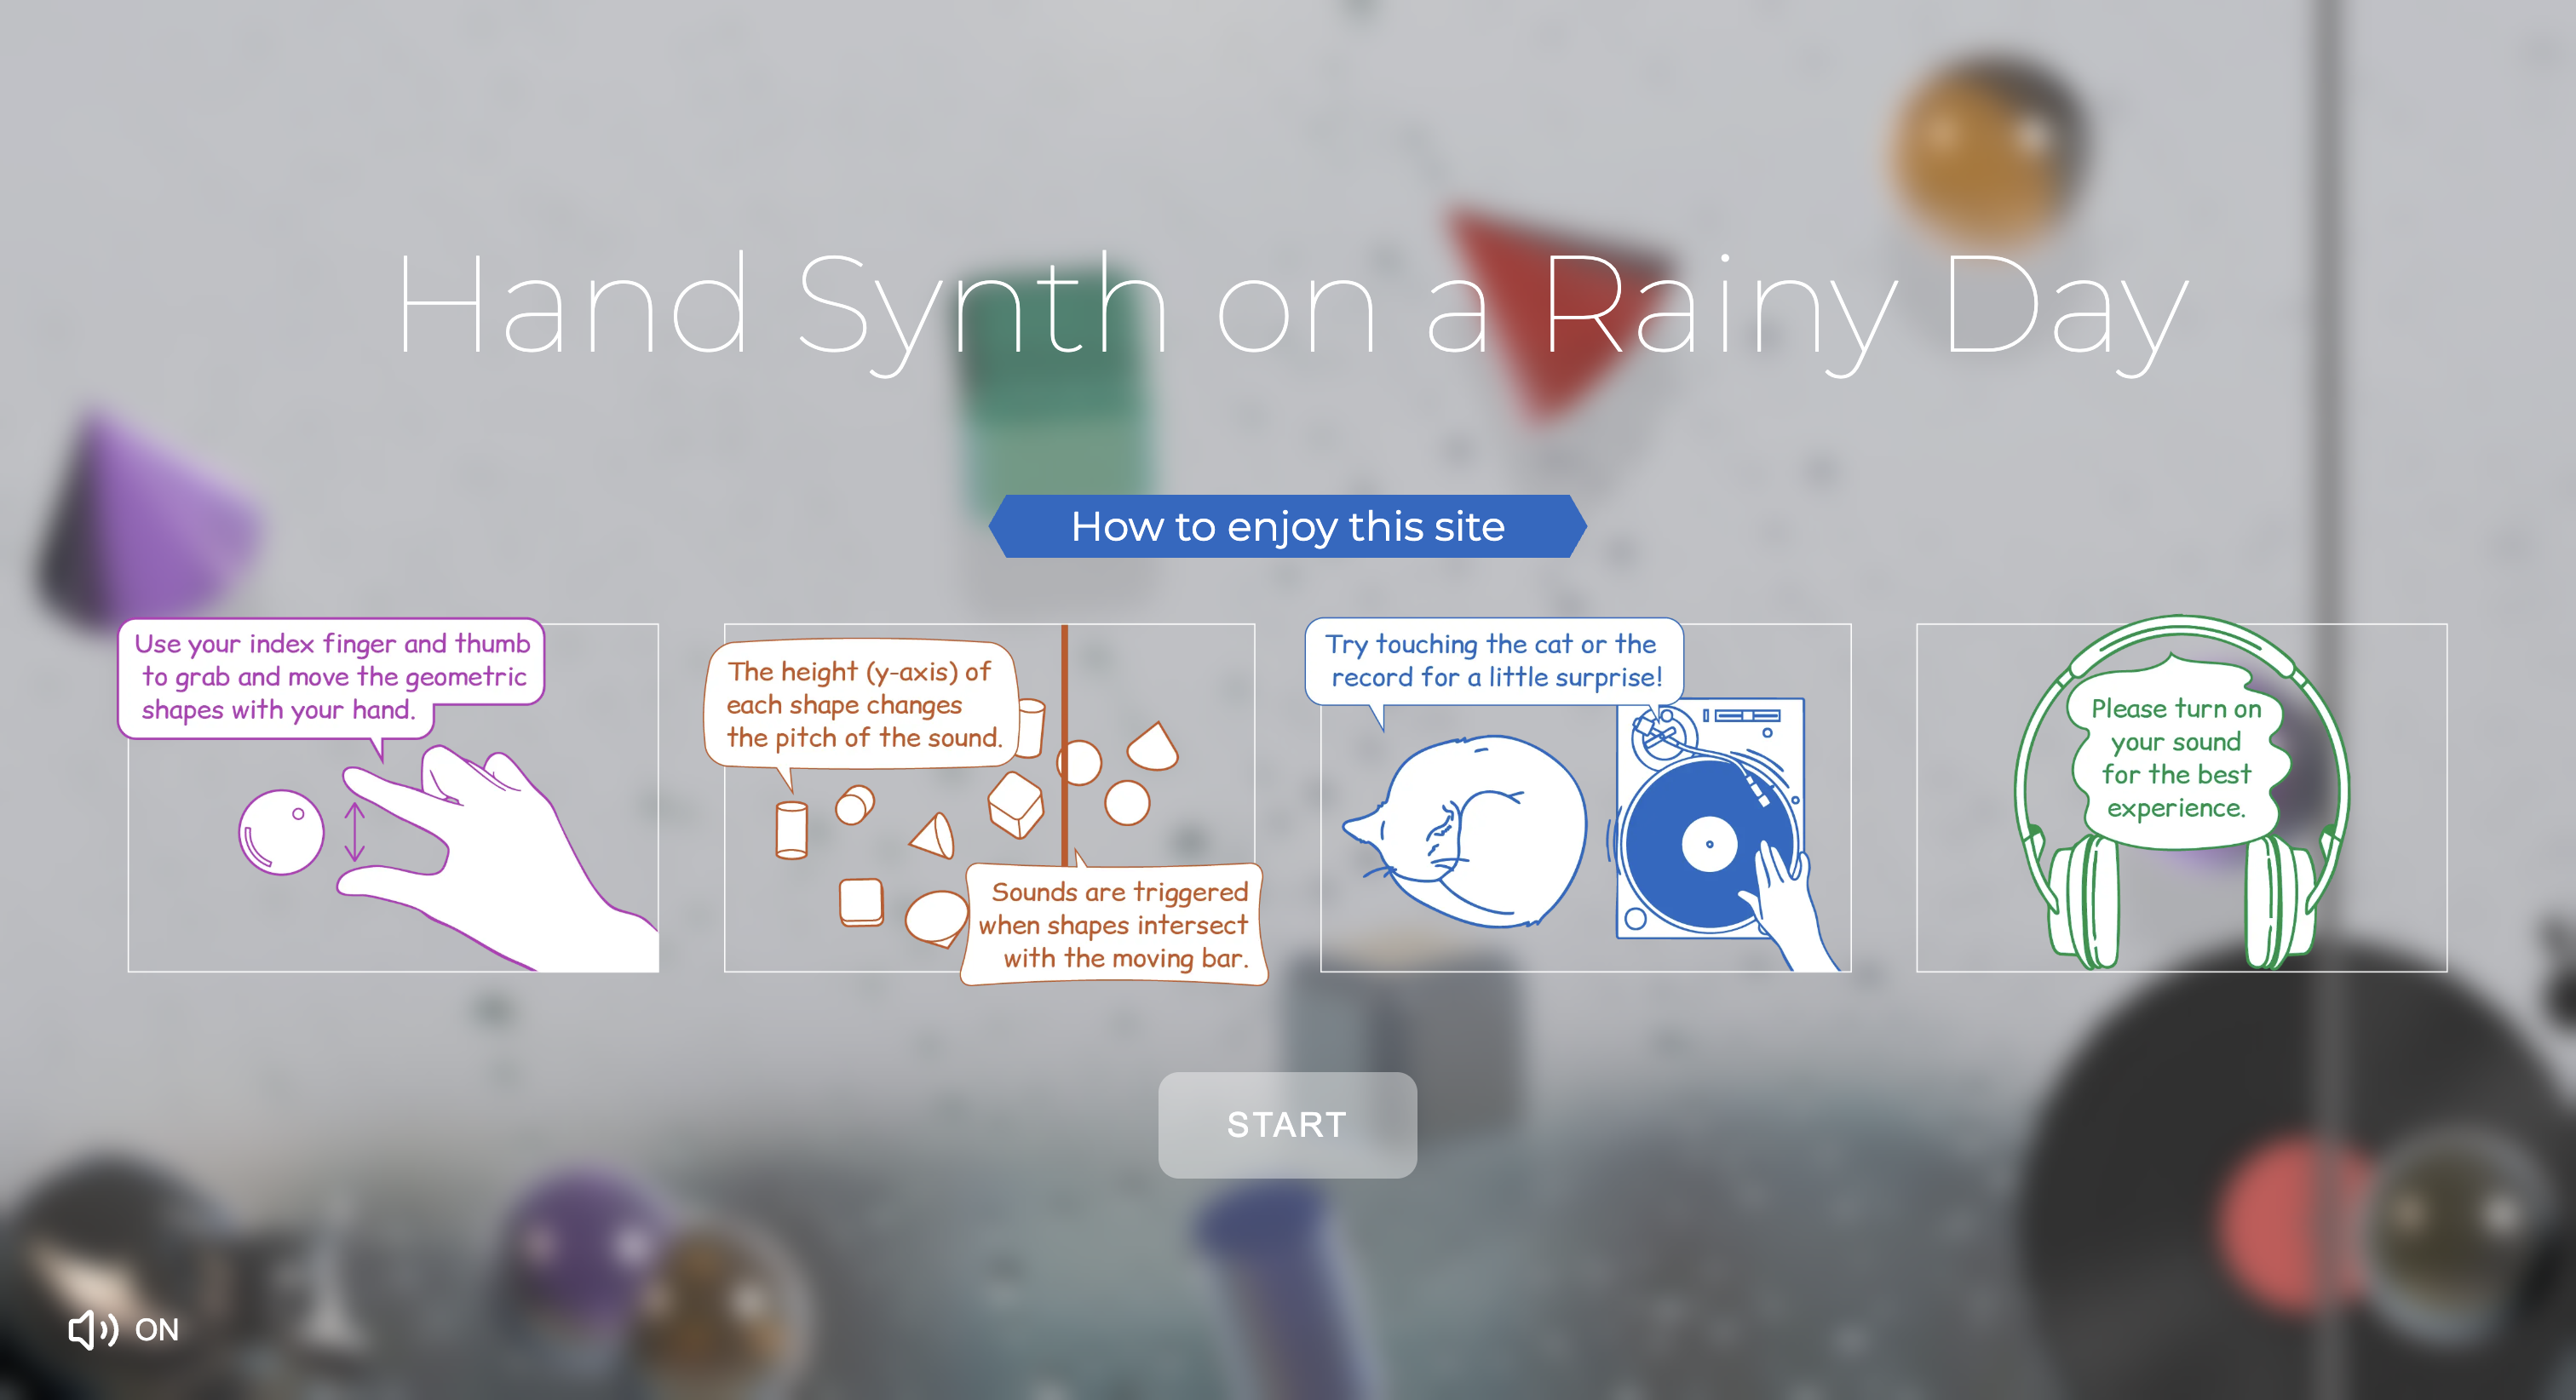 Hand Synth on a Rainy Day
How to enjoy this site
Use your index finger and thumb
to grab and move the geometric
shapes with your hand.
The height (y-axis) of
each shape changes
the pitch of the sound.
Sounds are triggered
when shapes intersect
with the moving bar.
Try touching the cat or the
record for a little surprise!
Please turn on
your sound
for the best
experience.
START
ON